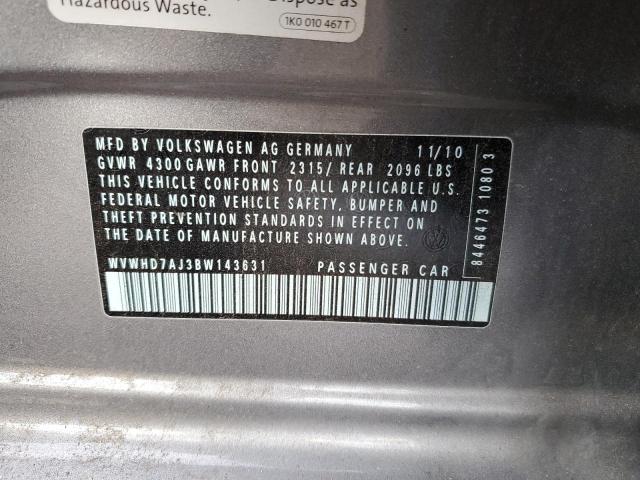 Dispose as
Hazardous Waste.
1K0 010 467 T
MFD BY VOLKSWAGEN AG GERMANY 11/10
GVWR 4300 GAWR FRONT 2315/ REAR 2096 LBS
THIS VEHICLE CONFORMS TO ALL APPLICABLE U.S.
FEDERAL MOTOR VEHICLE SAFETY, BUMPER AND
THEFT PREVENTION STANDARDS IN EFFECT ON
THE DATE OF MANUFACTURE SHOWN ABOVE.
WVWHD7AJ3BW143631 PASSENGER CAR
8446473 1080 3